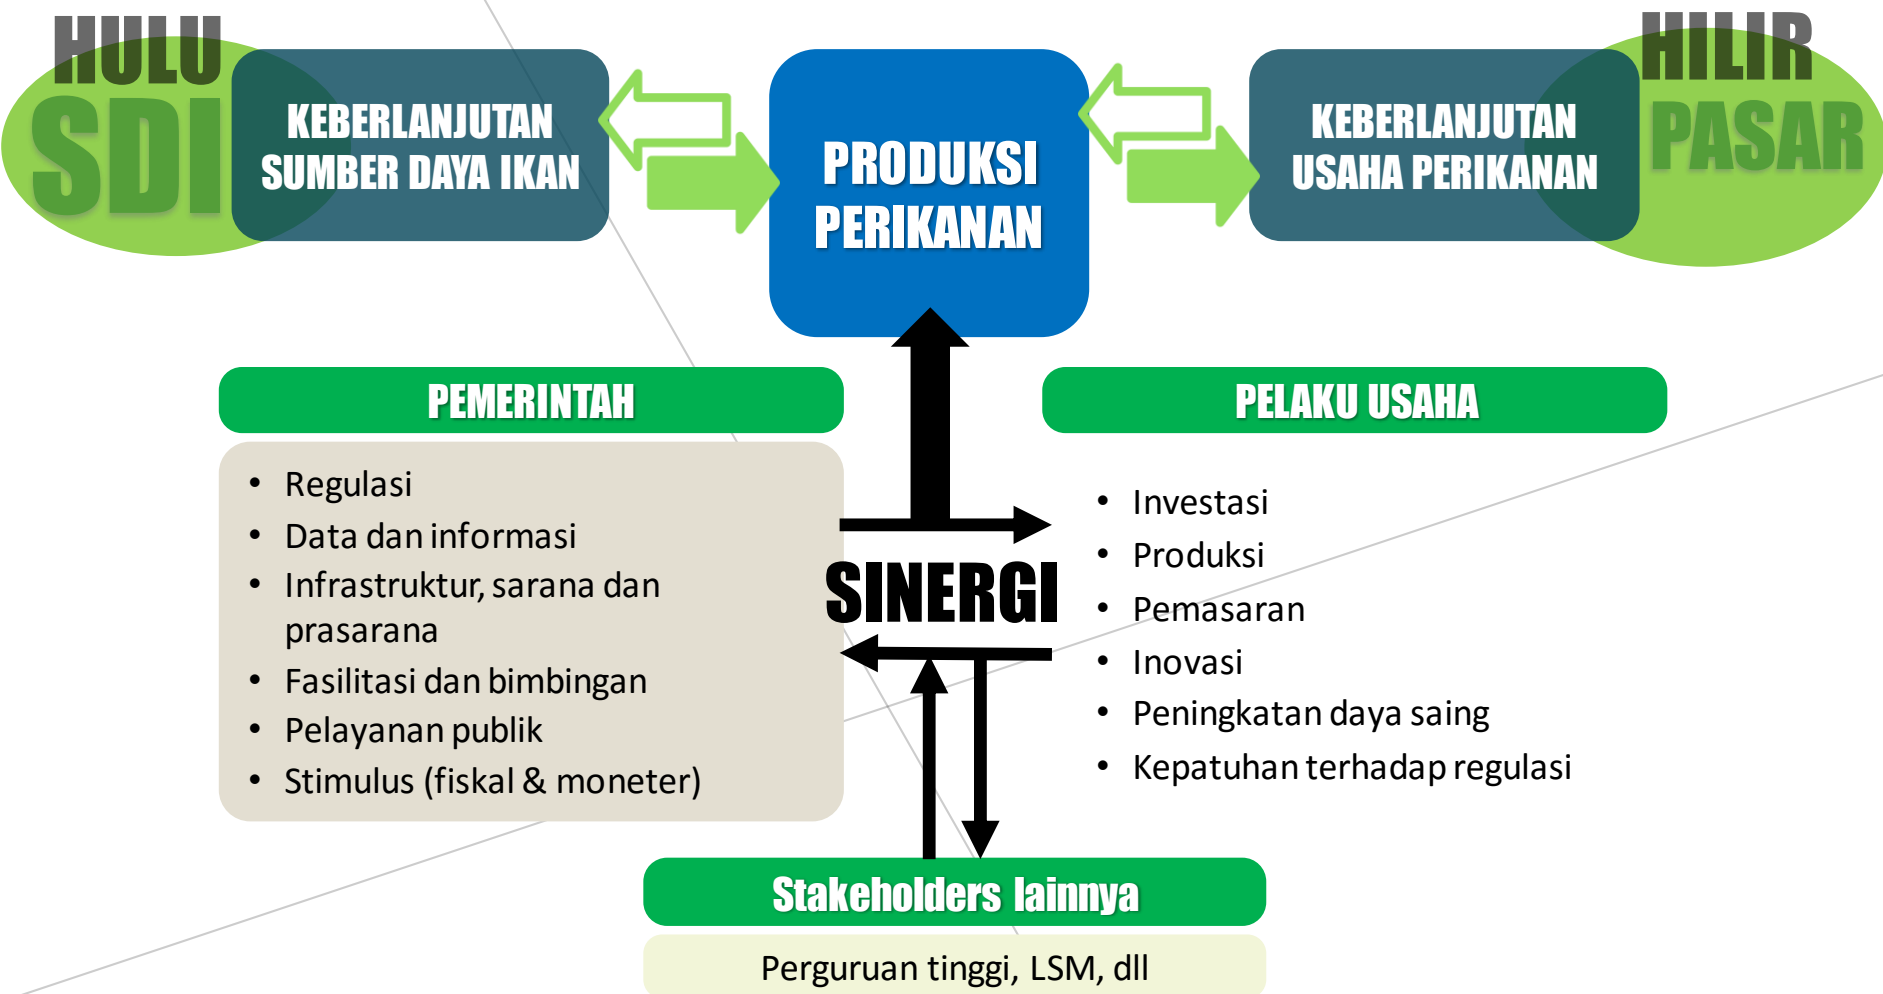 HULU
SDI
KEBERLANJUTAN
SUMBER DAYA IKAN
PRODUKSI
PERIKANAN
KEBERLANJUTAN
USAHA PERIKANAN
HILIR
PASAR
PEMERINTAH
• Regulasi
• Data dan informasi
• Infrastruktur, sarana dan
prasarana
• Fasilitasi dan bimbingan
• Pelayanan publik
• Stimulus (fiskal & moneter)
SINERGI
PELAKU USAHA
• Investasi
• Produksi
• Pemasaran
• Inovasi
• Peningkatan daya saing
• Kepatuhan terhadap regulasi
Stakeholders lainnya
Perguruan tinggi, LSM, dll